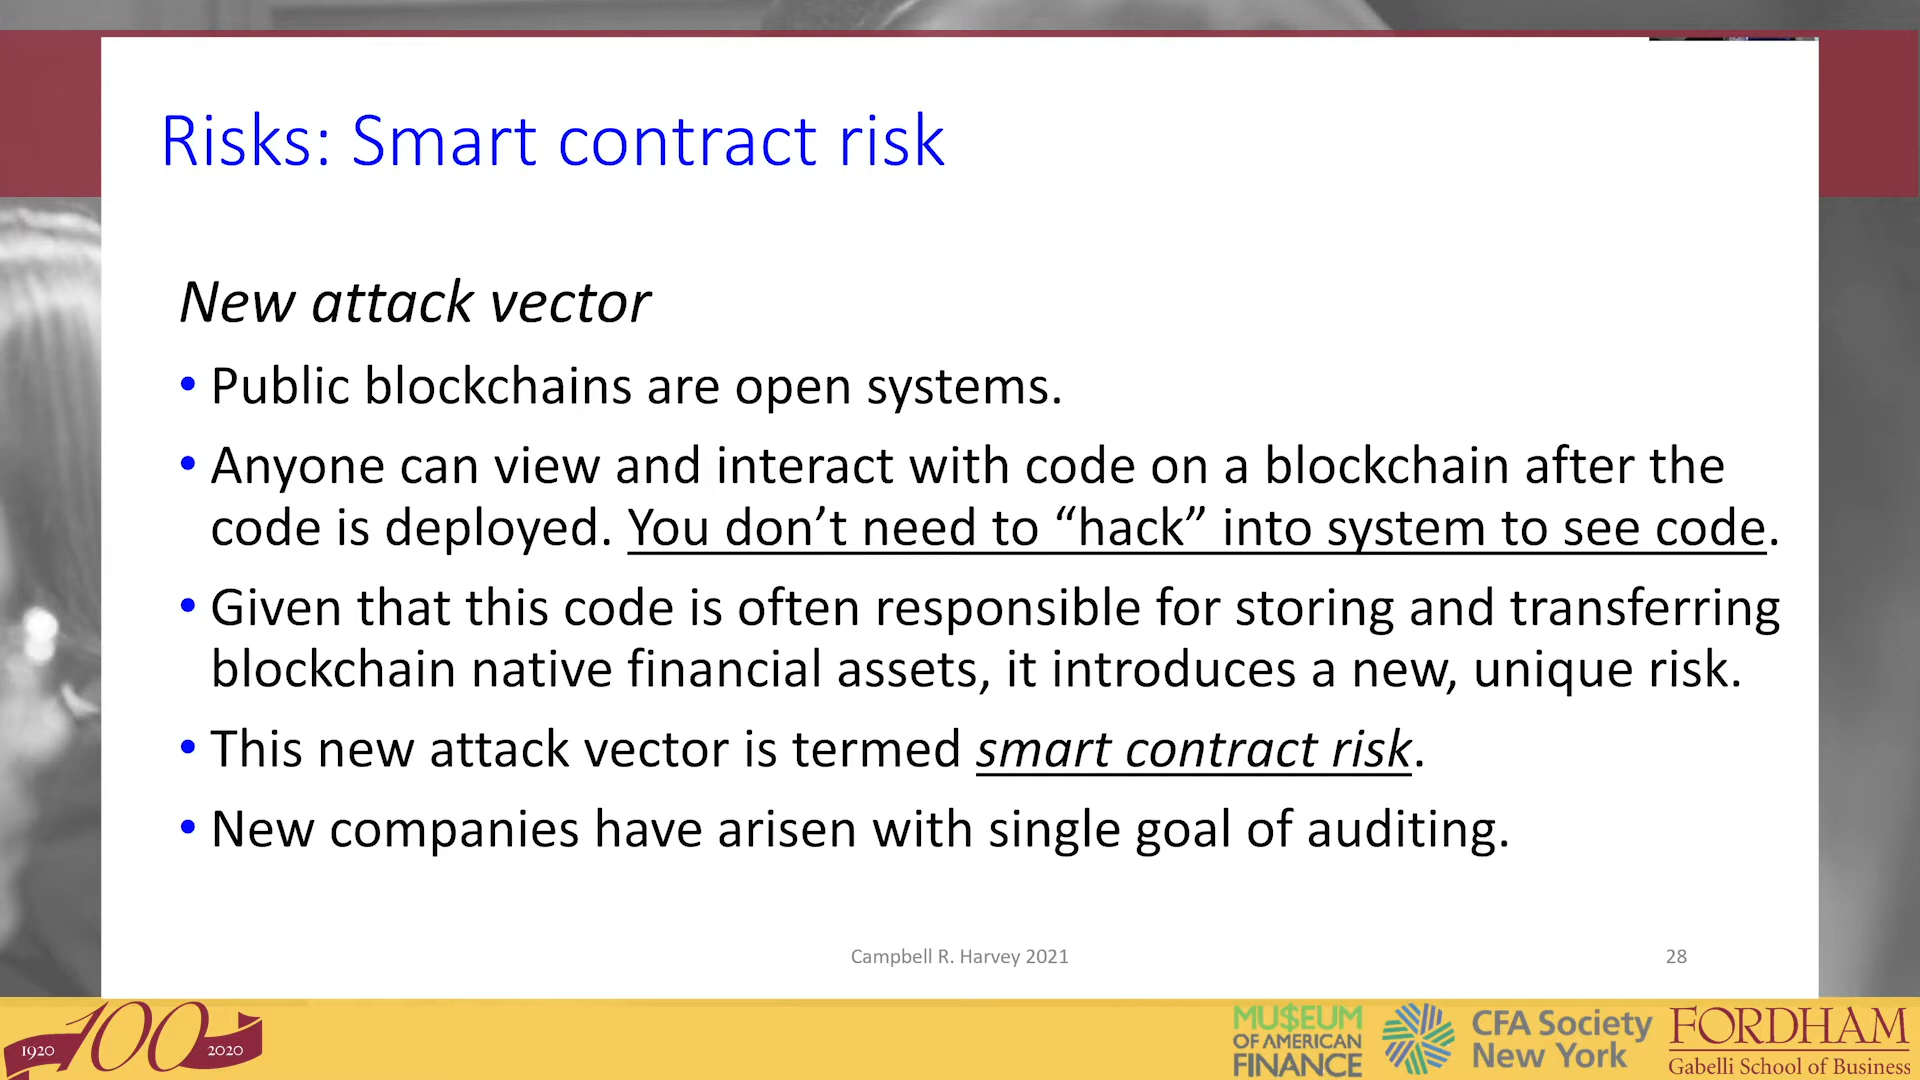 Risks: Smart contract risk
New attack vector
• Public blockchains are open systems.
• Anyone can view and interact with code on a blockchain after the
code is deployed. You don’t need to “hack” into system to see code.
• Given that this code is often responsible for storing and transferring
blockchain native financial assets, it introduces a new, unique risk.
• This new attack vector is termed smart contract risk.
• New companies have arisen with single goal of auditing.
Campbell R. Harvey 2021
28
1920 100 2020
MU$EUM
OF AMERICAN
FINANCE
CFA Society
New York
FORDHAM
Gabelli School of Business